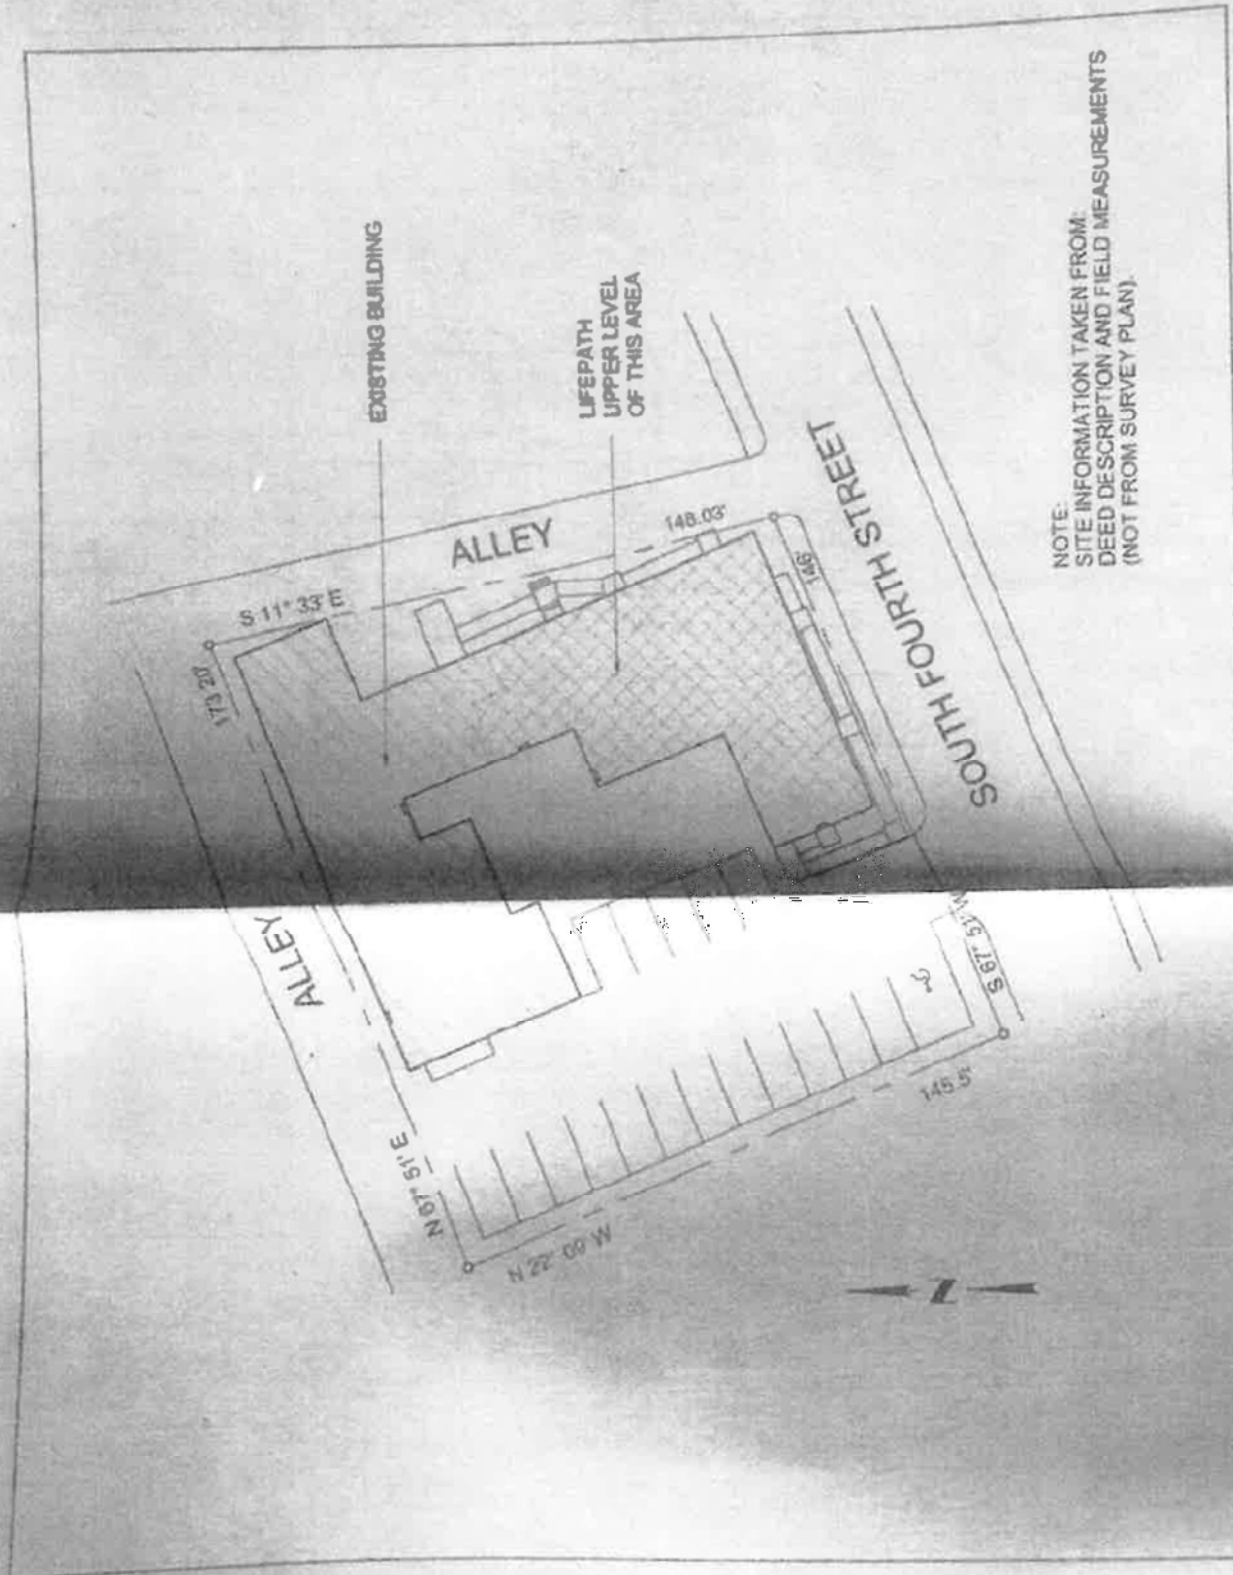 EXISTING BUILDING
LIFEPATH
UPPER LEVEL
OF THIS AREA
ALLEY
148.03'
S 11° 33' E
173.20'
146'
SOUTH FOURTH STREET
ALLEY
N 67° 51' E
N 22° 09' W
145.5'
S 67° 51' W
N
NOTE:
SITE INFORMATION TAKEN FROM:
DEED DESCRIPTION AND FIELD MEASUREMENTS
(NOT FROM SURVEY PLAN).